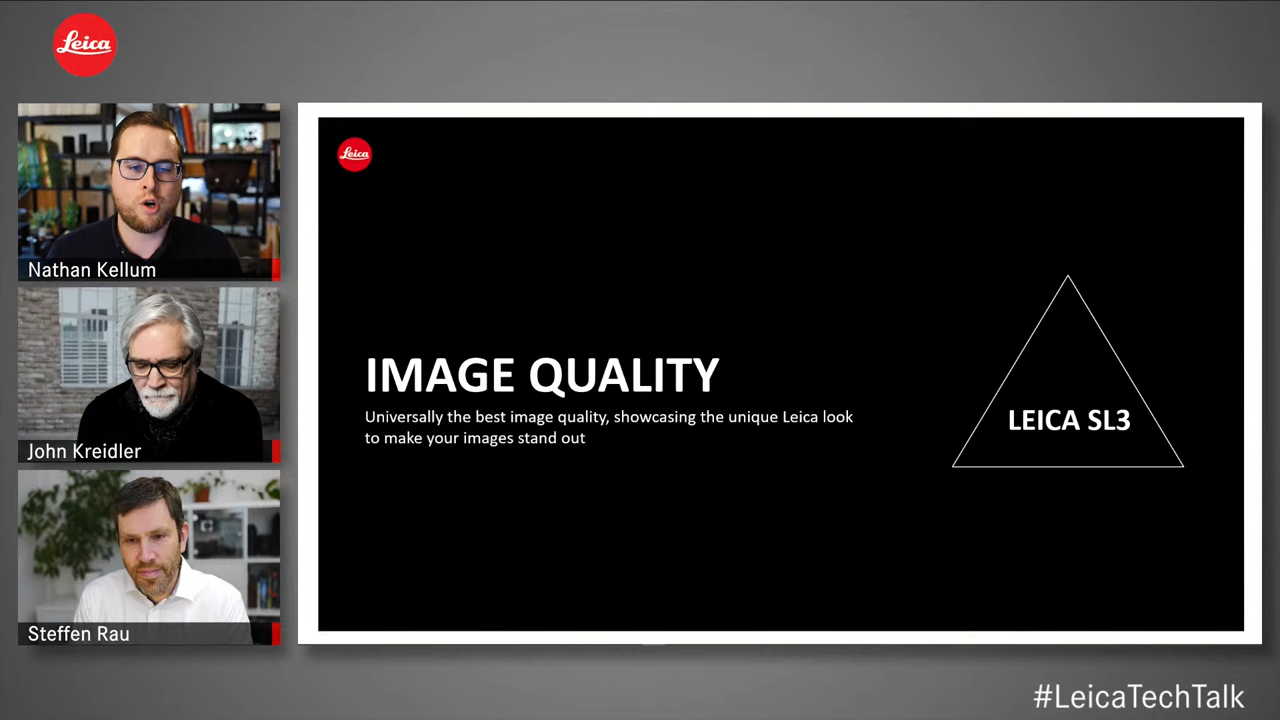 Leica
Nathan Kellum
John Kreidler
Steffen Rau
Leica
IMAGE QUALITY
Universally the best image quality, showcasing the unique Leica look
to make your images stand out
LEICA SL3
#LeicaTechTalk